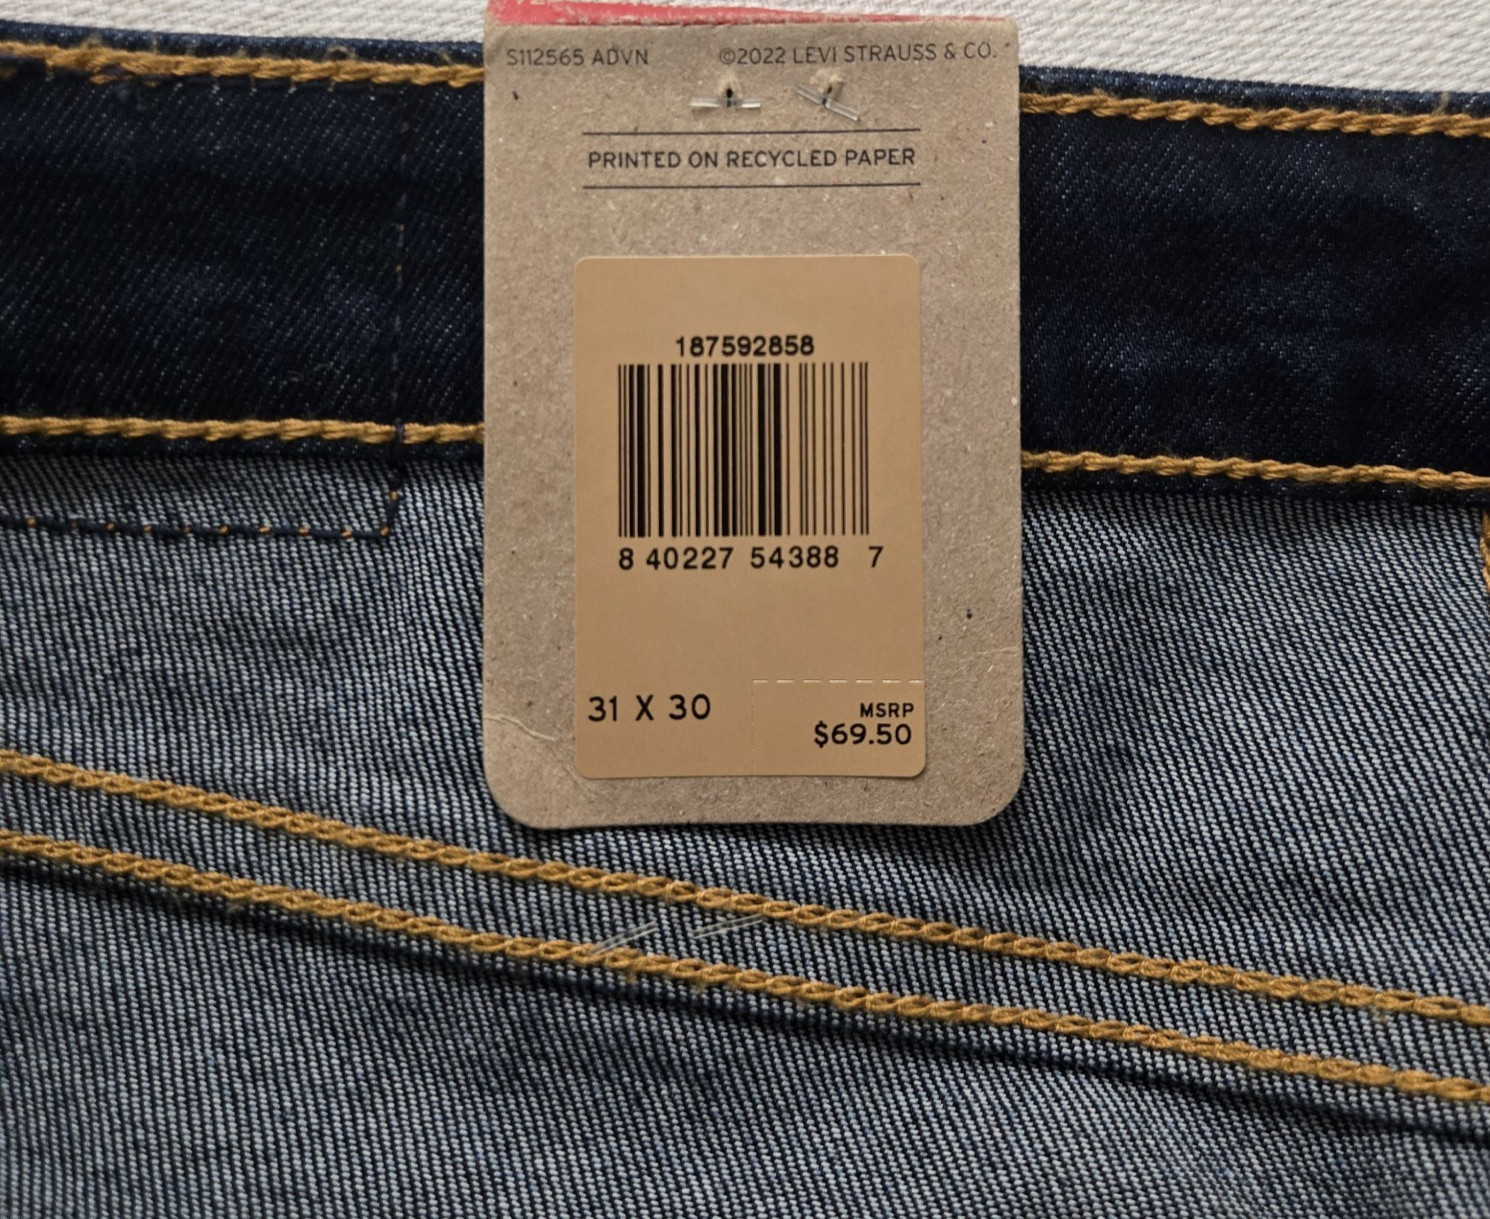 S112565 ADVN ©2022 LEVI STRAUSS & CO.
PRINTED ON RECYCLED PAPER
187592858
8 40227 54388 7
31 X 30
MSRP
$69.50